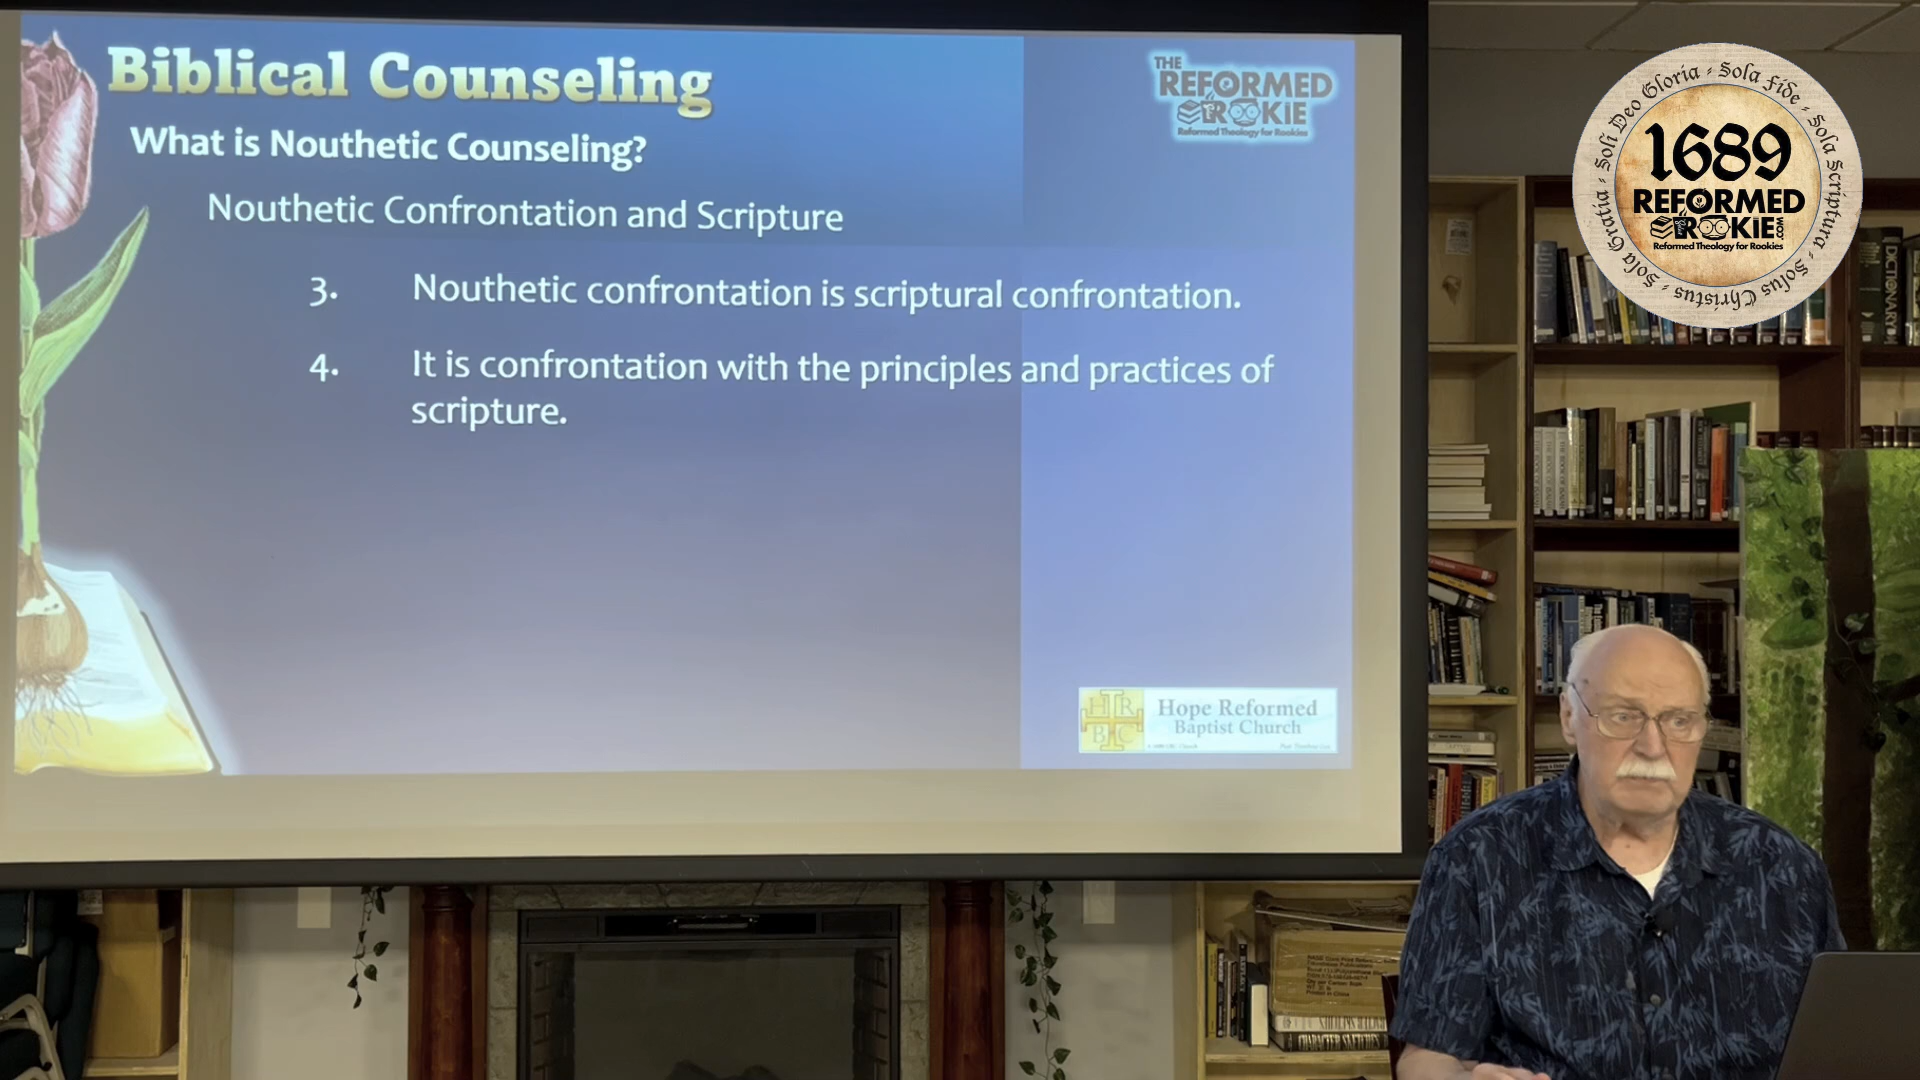 Biblical Counseling
What is Nouthetic Counseling?
Nouthetic Confrontation and Scripture
3. Nouthetic confrontation is scriptural confrontation.
4. It is confrontation with the principles and practices of
scripture.
THE
REFORMED
ROOKIE
Reformed Theology for Rookies
H R
B C
Hope Reformed
Baptist Church
Soli Deo Gloria - Sola Fide - Sola Scriptura - Solus Christus - Sola Gratia -
1689
REFORMED
ROOKIE.COM
Reformed Theology for Rookies
DICTIONARY